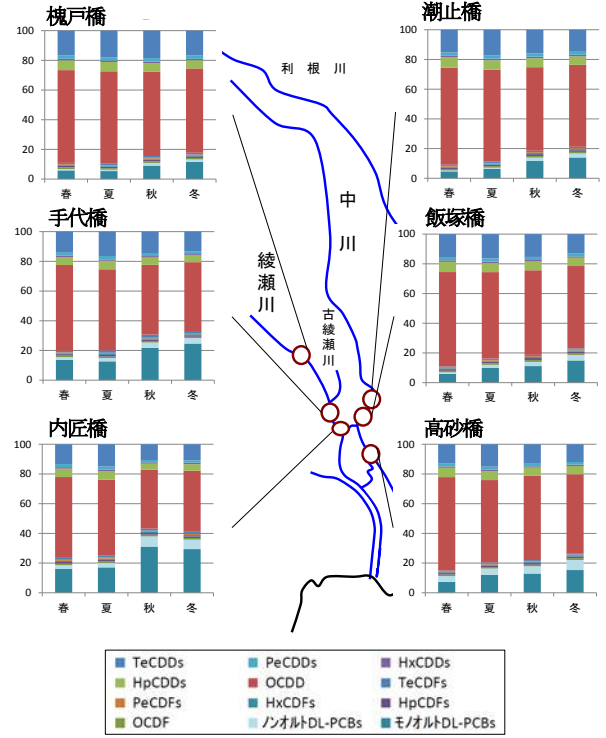 槐戸橋
100
80
60
40
20
0
春 夏 秋 冬
潮止橋
100
80
60
40
20
0
春 夏 秋 冬
利根川
中川
綾瀬川
古綾瀬川
手代橋
100
80
60
40
20
0
春 夏 秋 冬
飯塚橋
100
80
60
40
20
0
春 夏 秋 冬
内匠橋
100
80
60
40
20
0
春 夏 秋 冬
高砂橋
100
80
60
40
20
0
春 夏 秋 冬
TeCDDs PeCDDs HxCDDs
HpCDDs OCDD TeCDFs
PeCDFs HxCDFs HpCDFs
OCDF ノンオルトDL-PCBs モノオルトDL-PCBs